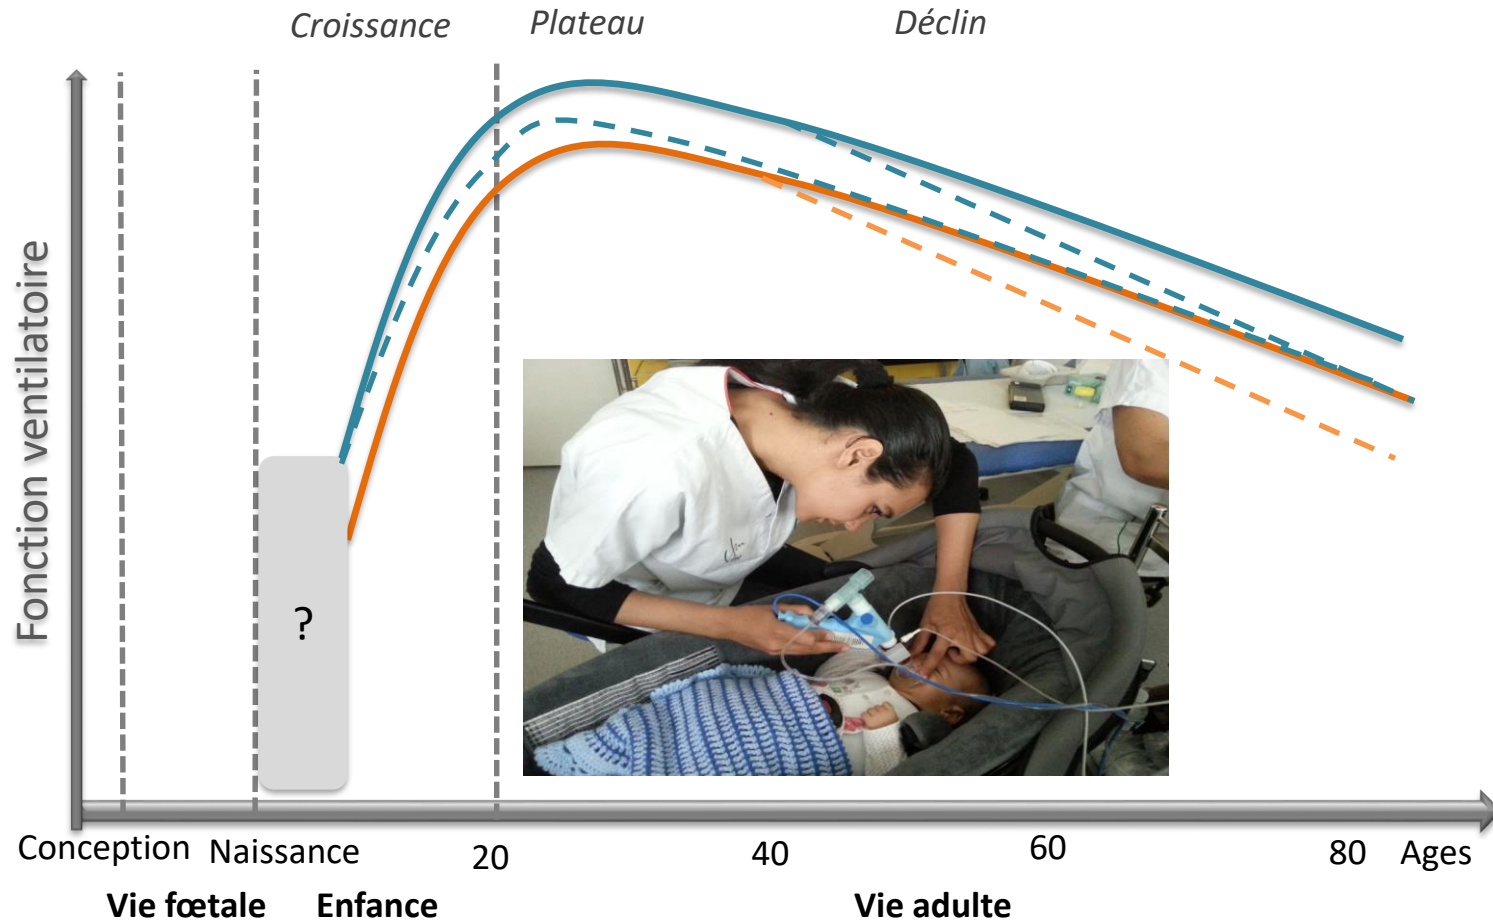 Croissance Plateau Déclin
Fonction ventilatoire
?
Conception Naissance 20 40 60 80 Ages
Vie fœtale Enfance Vie adulte